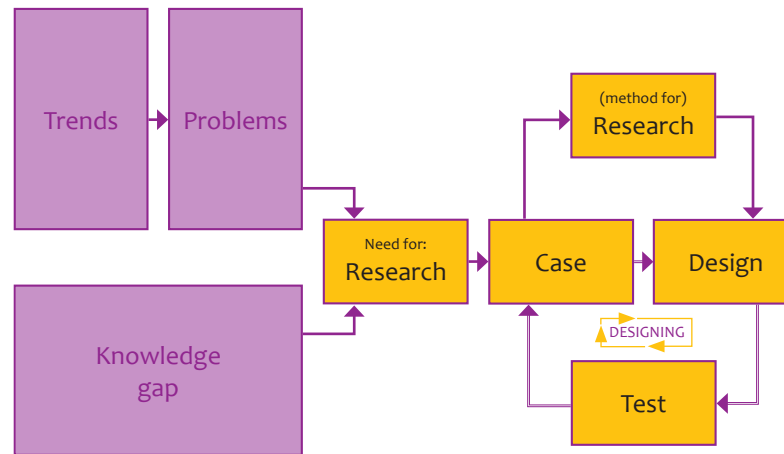 Trends
Problems
(method for)
Research
Need for:
Research
Case
Design
DESIGNING
Knowledge
gap
Test